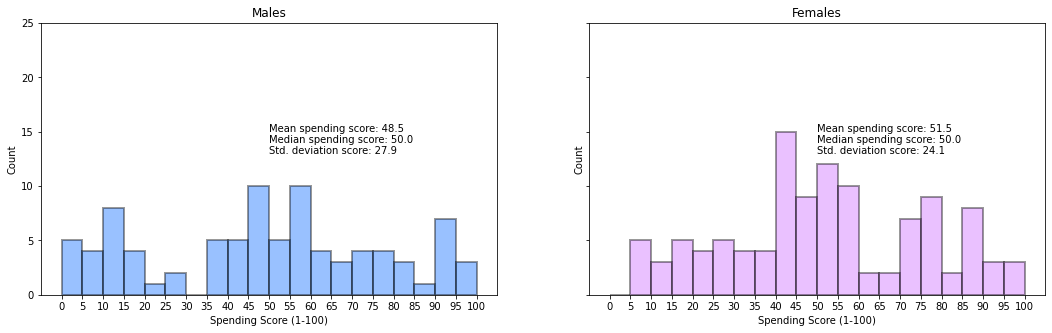 Males
25
20
15
10
5
0
Count
Mean spending score: 48.5
Median spending score: 50.0
Std. deviation score: 27.9
0 5 10 15 20 25 30 35 40 45 50 55 60 65 70 75 80 85 90 95 100
Spending Score (1-100)
Females
Count
Mean spending score: 51.5
Median spending score: 50.0
Std. deviation score: 24.1
0 5 10 15 20 25 30 35 40 45 50 55 60 65 70 75 80 85 90 95 100
Spending Score (1-100)